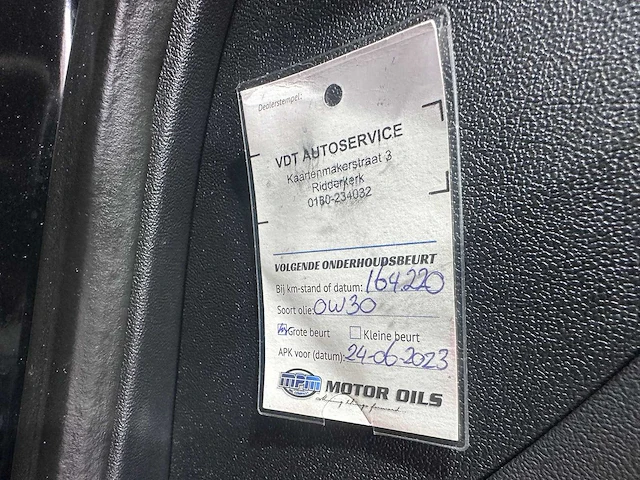 Dealerstempel:
VDT AUTOSERVICE
Kaartenmakerstraat 3
Ridderkerk
0180-234032
VOLGENDE ONDERHOUDSBEURT
Bij km-stand of datum: 164.220
Soort olie: 0W30
Grote beurt Kleine beurt
APK voor (datum): 24-06-2023
mpm MOTOR OILS